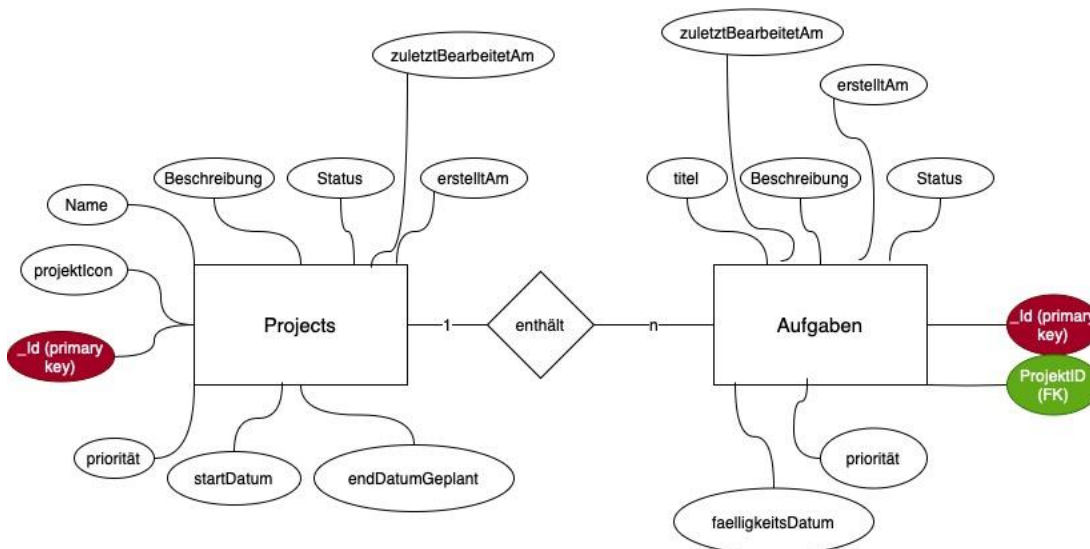 zuletztBearbeitetAm
zuletztBearbeitetAm
erstelltAm
Beschreibung
Status
erstelltAm
titel
Beschreibung
Status
Name
projektIcon
_Id (primary
key)
Projects
1
enthält
n
Aufgaben
_Id (primary
key)
ProjektID
(FK)
priorität
startDatum
endDatumGeplant
priorität
faelligkeitsDatum